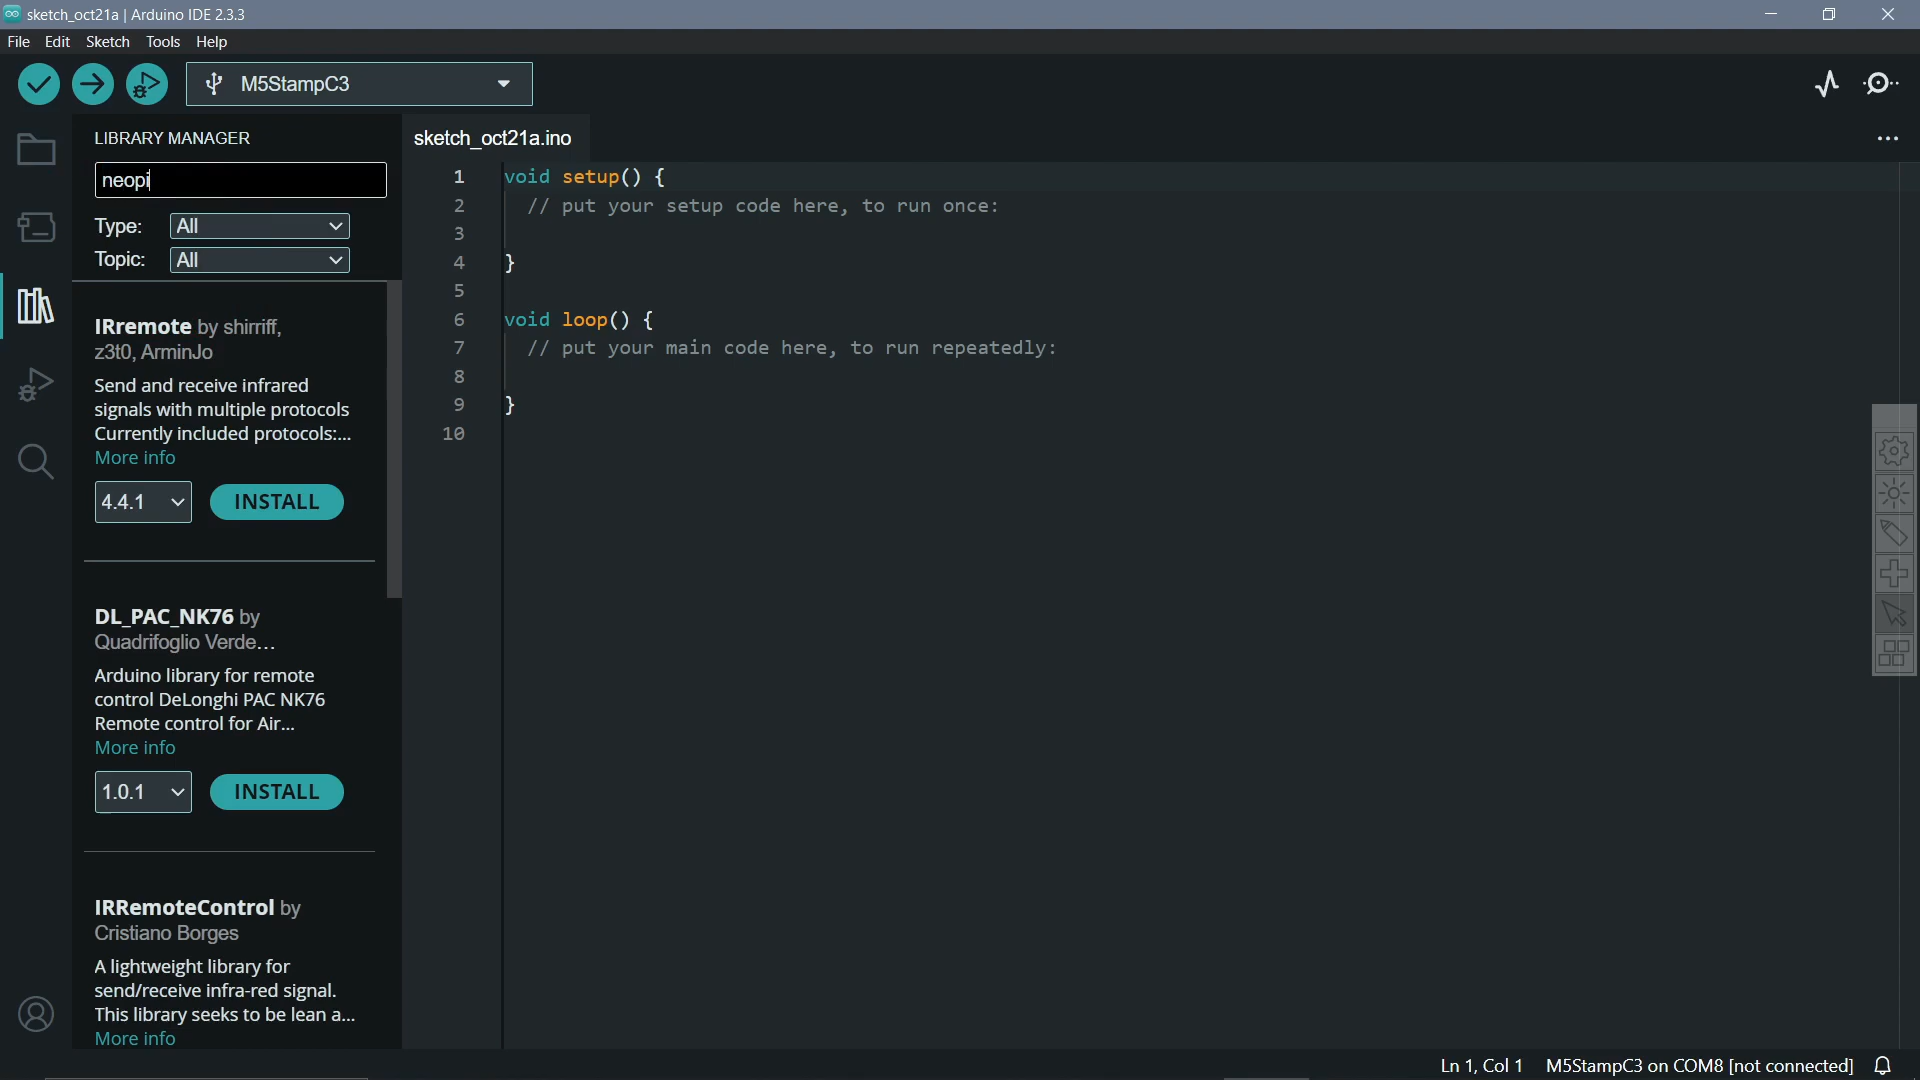 sketch_oct21a | Arduino IDE 2.3.3
File Edit Sketch Tools Help
M5StampC3
LIBRARY MANAGER
neopi
Type: All
Topic: All
IRremote by shirriff,
z3t0, ArminJo
Send and receive infrared
signals with multiple protocols
Currently included protocols:...
More info
4.4.1 INSTALL
DL_PAC_NK76 by
Quadrifoglio Verde...
Arduino library for remote
control DeLonghi PAC NK76
Remote control for Air...
More info
1.0.1 INSTALL
IRRemoteControl by
Cristiano Borges
A lightweight library for
send/receive infra-red signal.
This library seeks to be lean a...
More info
sketch_oct21a.ino
1 void setup() {
2 // put your setup code here, to run once:
3
4 }
5
6 void loop() {
7 // put your main code here, to run repeatedly:
8
9 }
10
Ln 1, Col 1 M5StampC3 on COM8 [not connected]